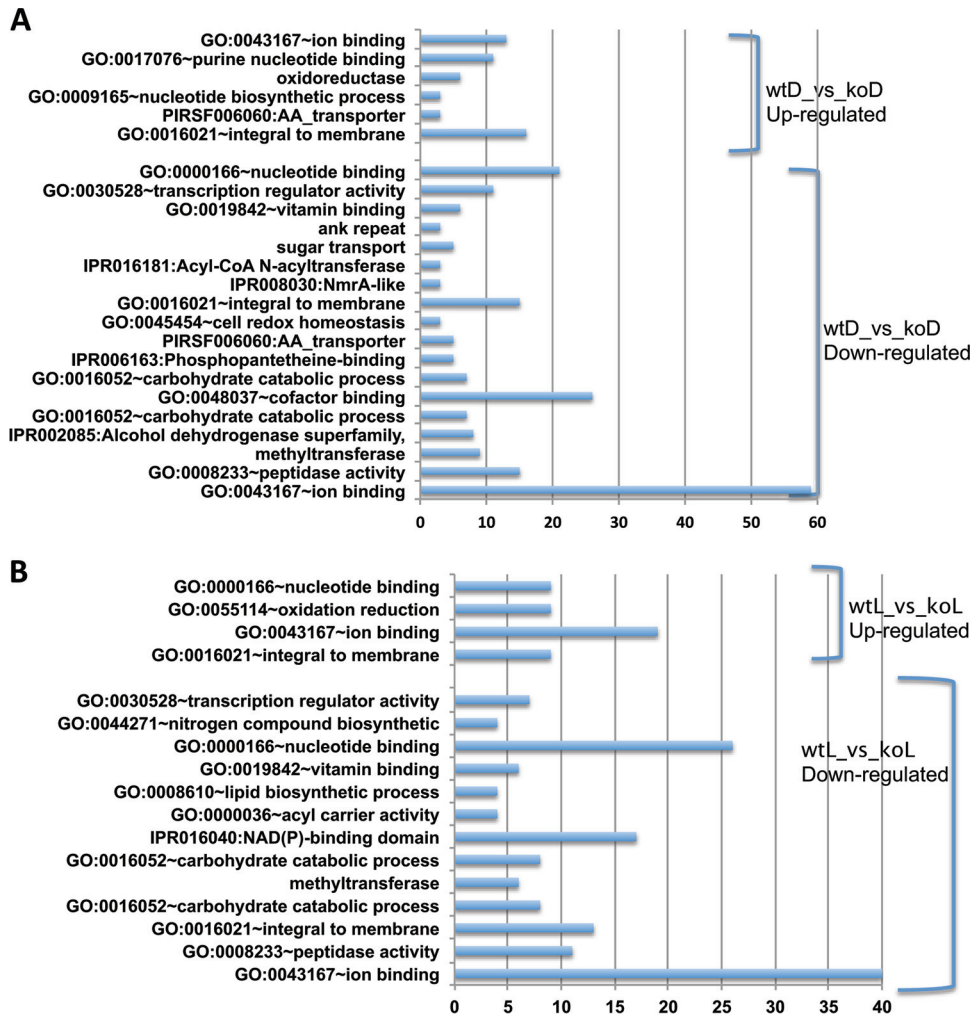 A
GO:0043167~ion binding
GO:0017076~purine nucleotide binding
oxidoreductase
GO:0009165~nucleotide biosynthetic process
PIRSF006060:AA_transporter
GO:0016021~integral to membrane
wtD_vs_koD
Up-regulated
GO:0000166~nucleotide binding
GO:0030528~transcription regulator activity
GO:0019842~vitamin binding
ank repeat
sugar transport
IPR016181:Acyl-CoA N-acyltransferase
IPR008030:NmrA-like
GO:0016021~integral to membrane
GO:0045454~cell redox homeostasis
PIRSF006060:AA_transporter
IPR006163:Phosphopantetheine-binding
GO:0016052~carbohydrate catabolic process
GO:0048037~cofactor binding
GO:0016052~carbohydrate catabolic process
IPR002085:Alcohol dehydrogenase superfamily,
methyltransferase
GO:0008233~peptidase activity
GO:0043167~ion binding
wtD_vs_koD
Down-regulated
0 10 20 30 40 50 60
B
GO:0000166~nucleotide binding
GO:0055114~oxidation reduction
GO:0043167~ion binding
GO:0016021~integral to membrane
wtL_vs_koL
Up-regulated
GO:0030528~transcription regulator activity
GO:0044271~nitrogen compound biosynthetic
GO:0000166~nucleotide binding
GO:0019842~vitamin binding
GO:0008610~lipid biosynthetic process
GO:0000036~acyl carrier activity
IPR016040:NAD(P)-binding domain
GO:0016052~carbohydrate catabolic process
methyltransferase
GO:0016052~carbohydrate catabolic process
GO:0016021~integral to membrane
GO:0008233~peptidase activity
GO:0043167~ion binding
wtL_vs_koL
Down-regulated
0 5 10 15 20 25 30 35 40